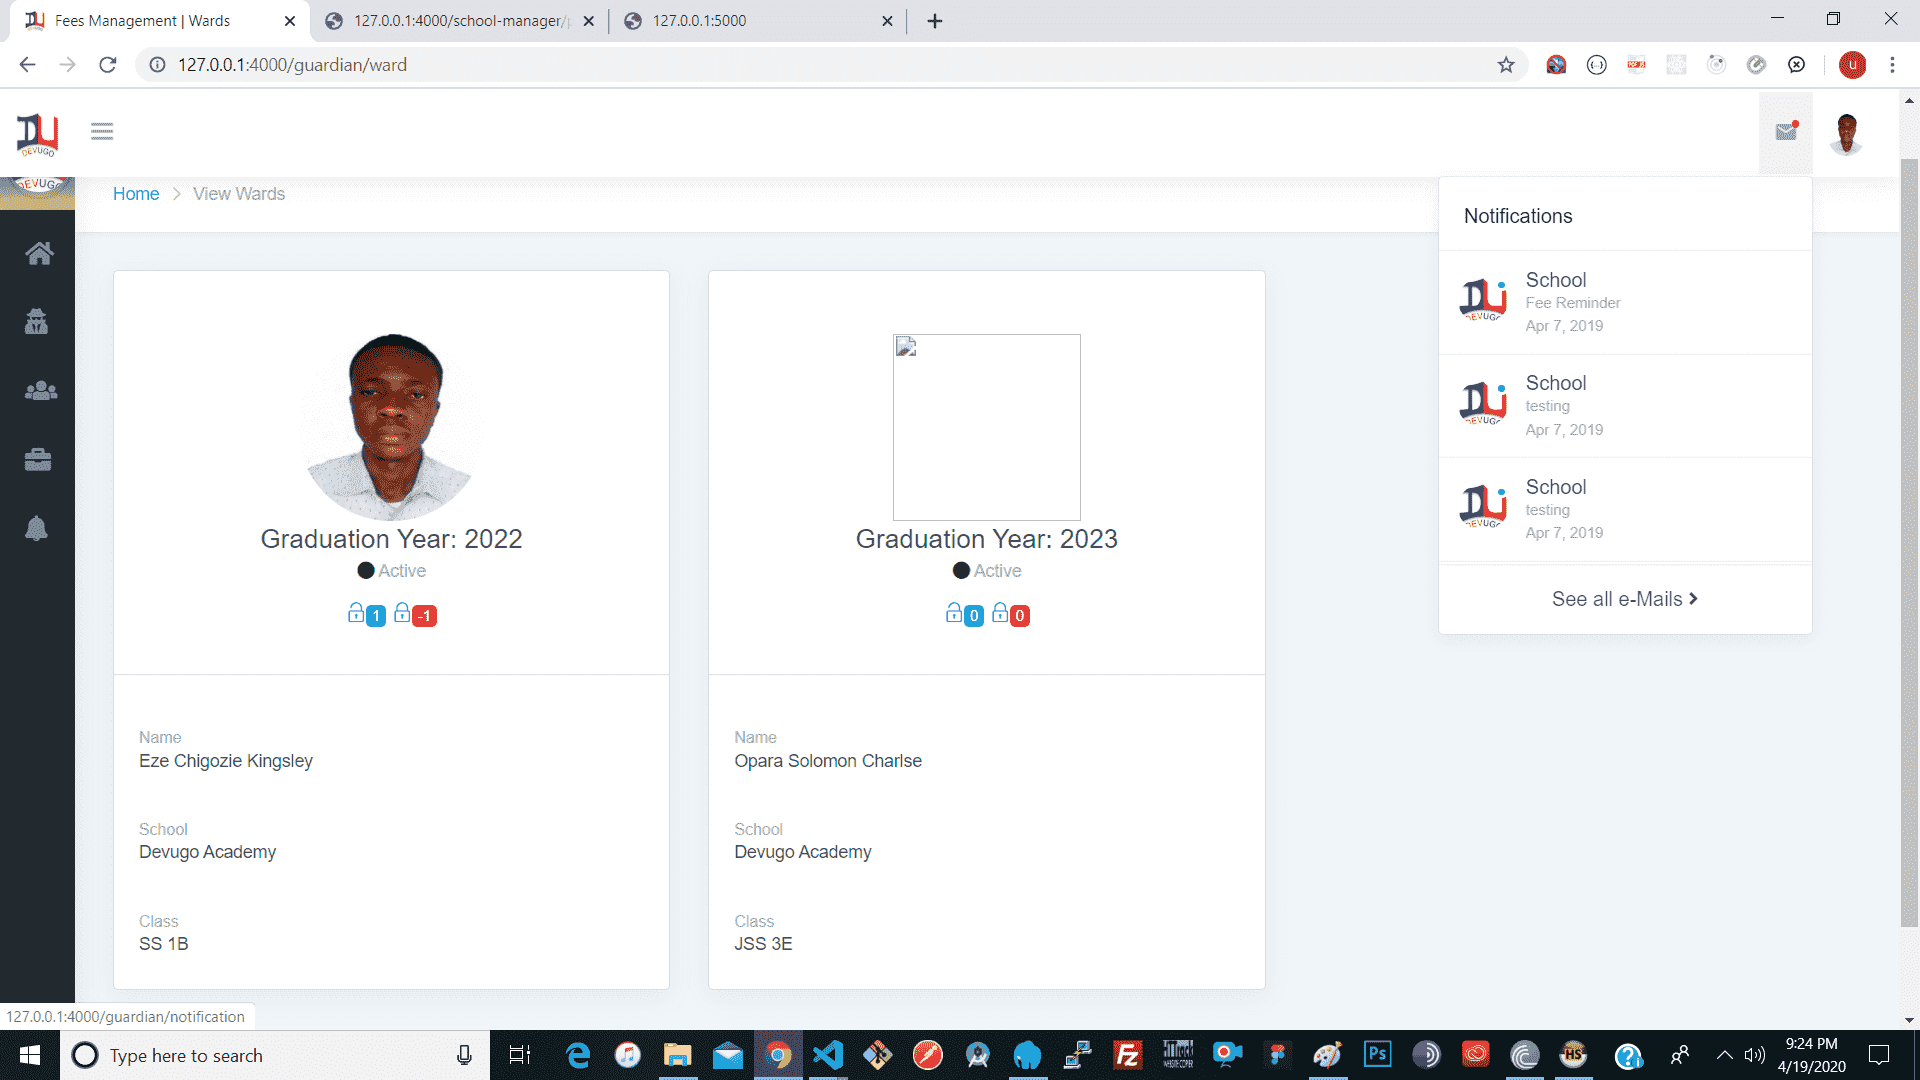 Fees Management | Wards
127.0.0.1:4000/school-manager/
127.0.0.1:5000
127.0.0.1:4000/guardian/ward
u
DEVUGO
DEVUGO
Home > View Wards
Notifications
School
Fee Reminder
Apr 7, 2019
School
testing
Apr 7, 2019
School
testing
Apr 7, 2019
See all e-Mails >
Graduation Year: 2022
Active
1 -1
Name
Eze Chigozie Kingsley
School
Devugo Academy
Class
SS 1B
Graduation Year: 2023
Active
0 0
Name
Opara Solomon Charlse
School
Devugo Academy
Class
JSS 3E
127.0.0.1:4000/guardian/notification
Type here to search
Ps
HS
9:24 PM
4/19/2020